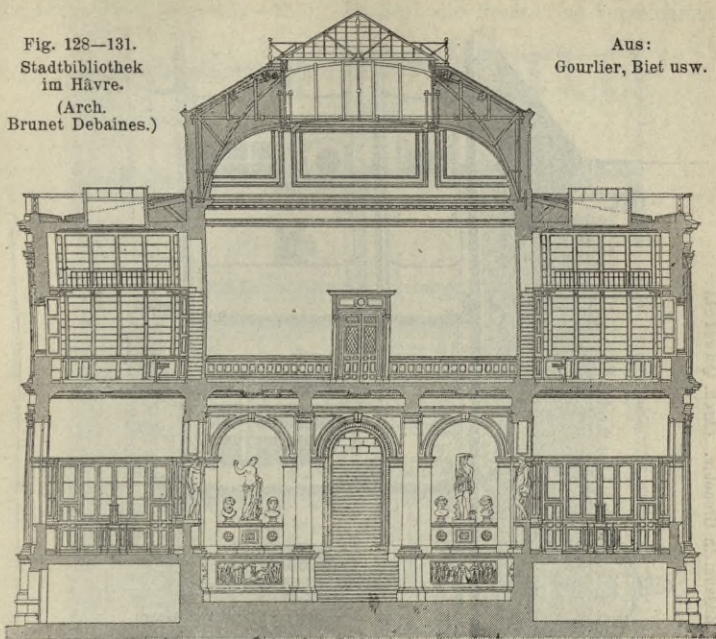 Fig. 128—131.
Stadtbibliothek
im Hâvre.
(Arch.
Brunet Debaines.)
Aus:
Gourlier, Biet usw.